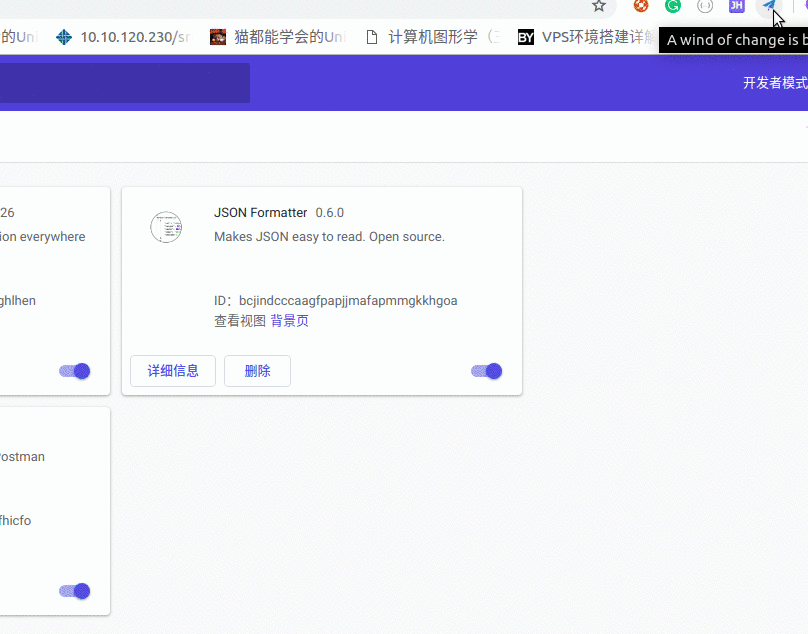 JH
的Un
10.10.120.230/sr
猫都能学会的Uni
计算机图形学（
BY VPS环境搭建详解
A wind of change is b
开发者模式
26
ion everywhere
ghlhen
JSON Formatter 0.6.0
Makes JSON easy to read. Open source.
ID：bcjindcccaagfpapjjmafapmmgkkhgoa
查看视图 背景页
详细信息 删除
Postman
fhicfo